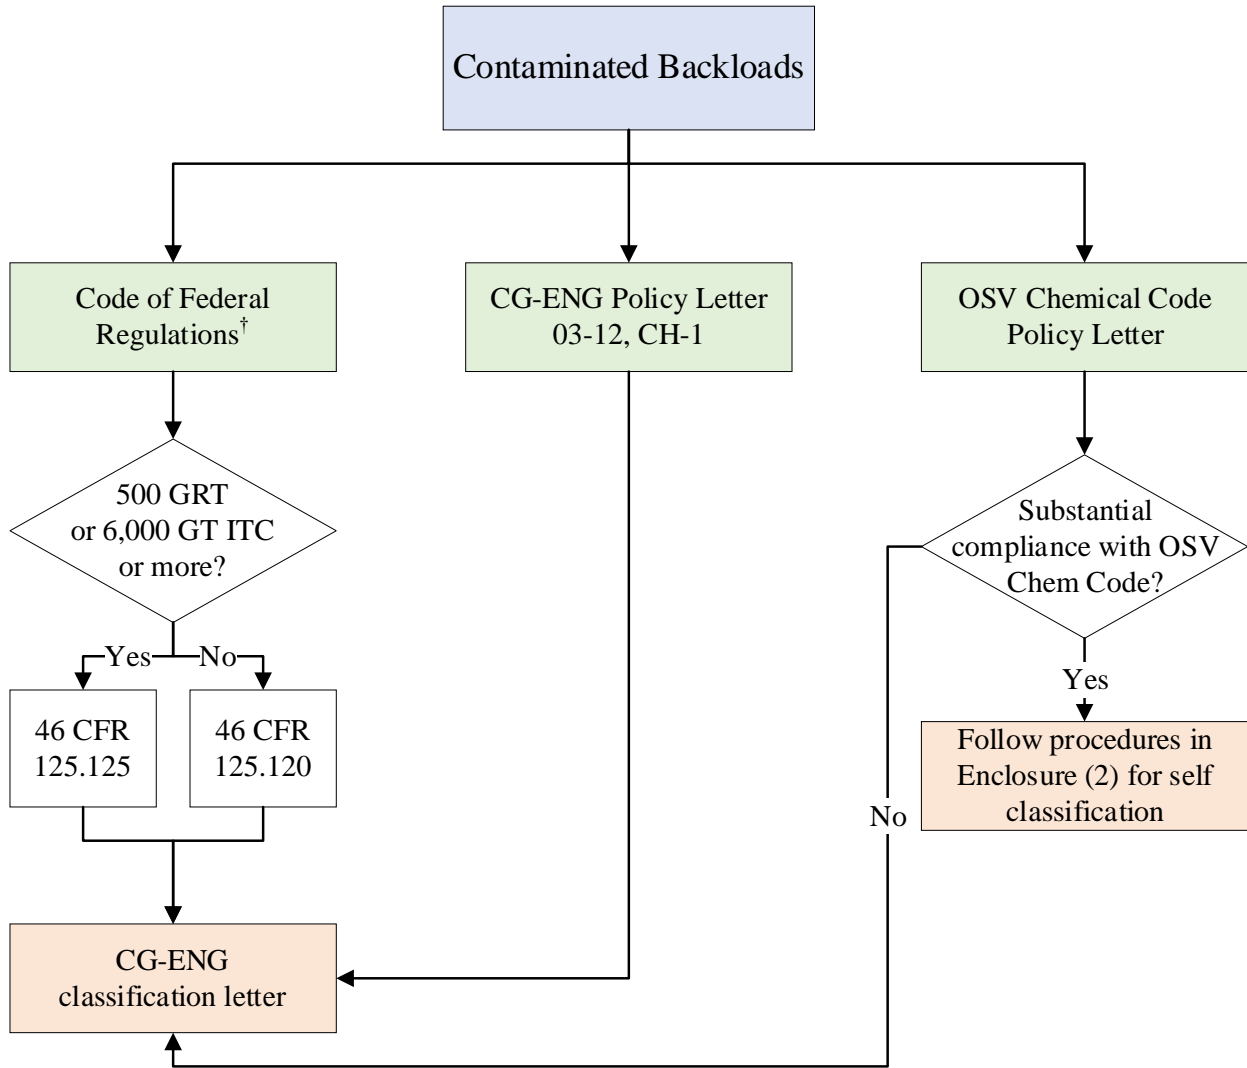 Contaminated Backloads
Code of Federal
Regulations†
CG-ENG Policy Letter
03-12, CH-1
OSV Chemical Code
Policy Letter
500 GRT
or 6,000 GT ITC
or more?
Substantial
compliance with OSV
Chem Code?
Yes
No
Yes
46 CFR
125.125
46 CFR
125.120
Follow procedures in
Enclosure (2) for self
classification
No
CG-ENG
classification letter